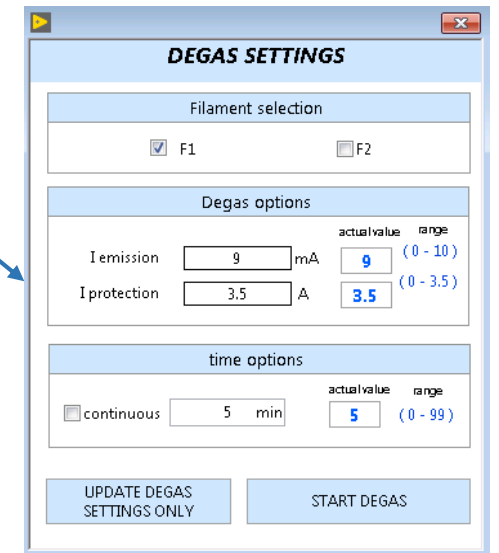 DEGAS SETTINGS
Filament selection
F1 F2
Degas options
actual value range
I emission 9 mA 9 ( 0 - 10 )
I protection 3.5 A 3.5 ( 0 - 3.5 )
time options
actual value range
continuous 5 min 5 ( 0 - 99 )
UPDATE DEGAS
SETTINGS ONLY
START DEGAS